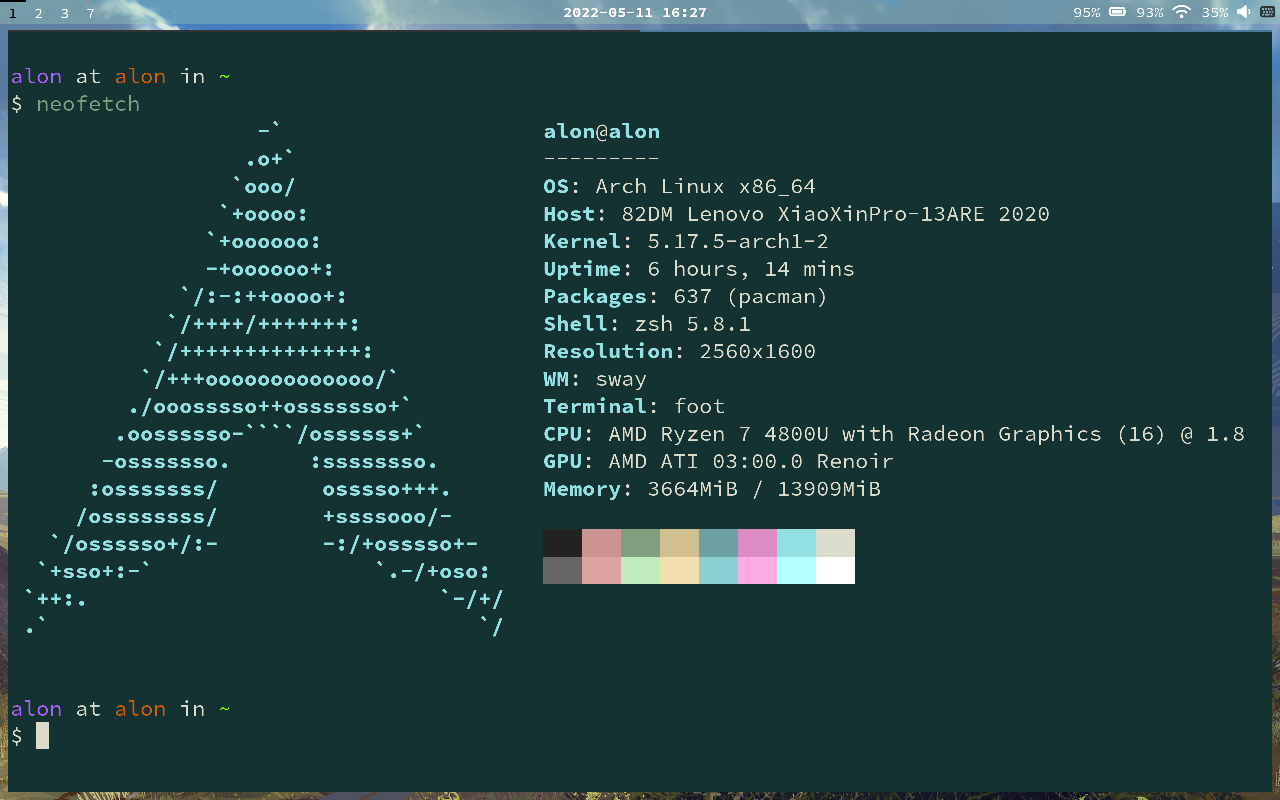 1 2 3 7 2022-05-11 16:27 95% 93% 35%
alon at alon in ~
$ neofetch
-`
.o+`
`ooo/
`+oooo:
`+oooooo:
-+oooooo+:
`/:-:++oooo+:
`/++++/+++++++:
`/++++++++++++++:
`/+++ooooooooooooo/`
./ooosssso++osssssso+`
.oossssso-````/ossssss+`
-osssssso. :ssssssso.
:osssssss/ osssso+++.
/ossssssss/ +ssssooo/-
`/ossssso+/:- -:/+osssso+-
`+sso+:-` `.-/+oso:
`++:. `-/+/
.` `/
alon@alon
---------
OS: Arch Linux x86_64
Host: 82DM Lenovo XiaoXinPro-13ARE 2020
Kernel: 5.17.5-arch1-2
Uptime: 6 hours, 14 mins
Packages: 637 (pacman)
Shell: zsh 5.8.1
Resolution: 2560x1600
WM: sway
Terminal: foot
CPU: AMD Ryzen 7 4800U with Radeon Graphics (16) @ 1.8
GPU: AMD ATI 03:00.0 Renoir
Memory: 3664MiB / 13909MiB
alon at alon in ~
$